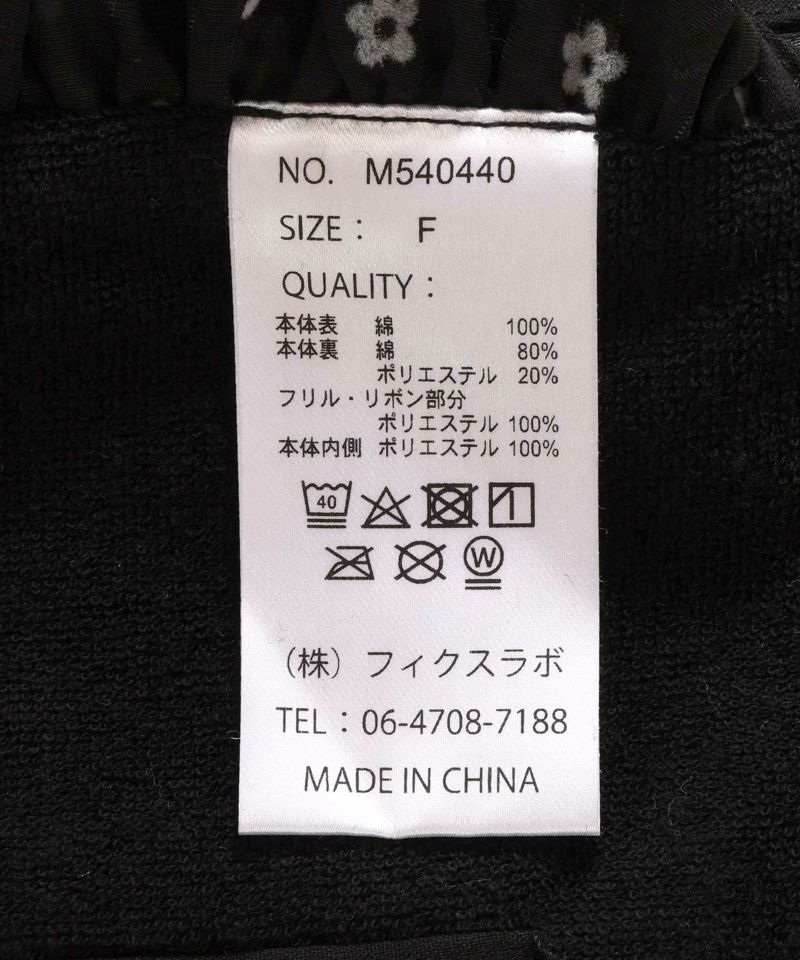 NO. M540440
SIZE： F
QUALITY：
本体表 綿 100%
本体裏 綿 80%
ポリエステル 20%
フリル・リボン部分
ポリエステル 100%
本体内側 ポリエステル 100%
40
W
（株）フィクスラボ
TEL：06-4708-7188
MADE IN CHINA